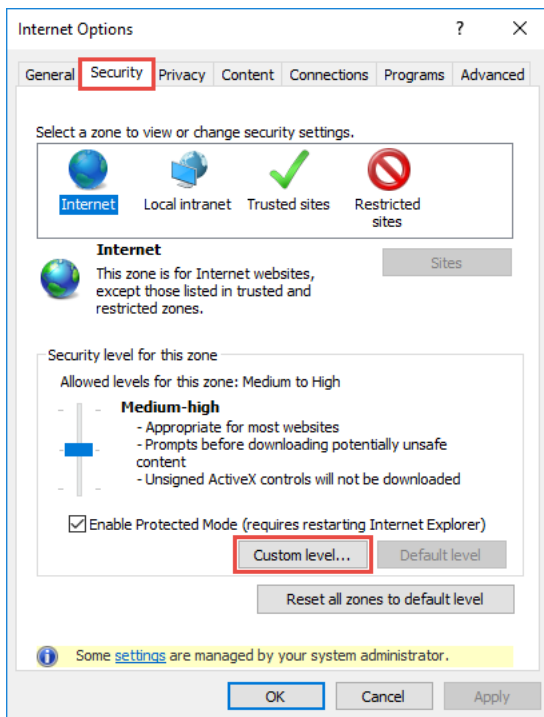 Internet Options
?
General Security Privacy Content Connections Programs Advanced
Select a zone to view or change security settings.
Internet Local intranet Trusted sites Restricted
sites
Internet
Sites
This zone is for Internet websites,
except those listed in trusted and
restricted zones.
Security level for this zone
Allowed levels for this zone: Medium to High
Medium-high
- Appropriate for most websites
- Prompts before downloading potentially unsafe
content
- Unsigned ActiveX controls will not be downloaded
Enable Protected Mode (requires restarting Internet Explorer)
Custom level... Default level
Reset all zones to default level
Some settings are managed by your system administrator.
OK Cancel Apply